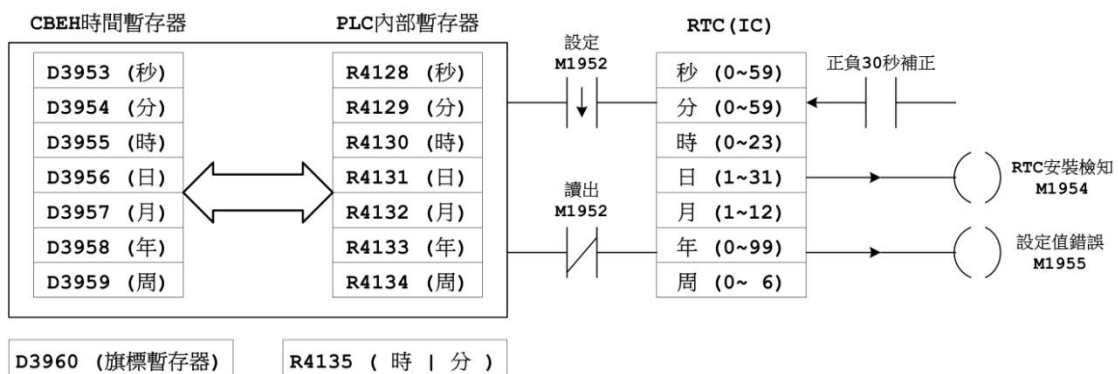 CBEH時間暫存器
PLC內部暫存器
RTC(IC)
設定
M1952
正負30秒補正
D3953 (秒)
R4128 (秒)
秒 (0~59)
D3954 (分)
R4129 (分)
分 (0~59)
D3955 (時)
R4130 (時)
時 (0~23)
D3956 (日)
R4131 (日)
日 (1~31)
D3957 (月)
R4132 (月)
月 (1~12)
D3958 (年)
R4133 (年)
年 (0~99)
D3959 (周)
R4134 (周)
周 (0~ 6)
讀出
M1952
RTC安裝檢知
M1954
設定值錯誤
M1955
D3960 (旗標暫存器)
R4135 ( 時 | 分 )